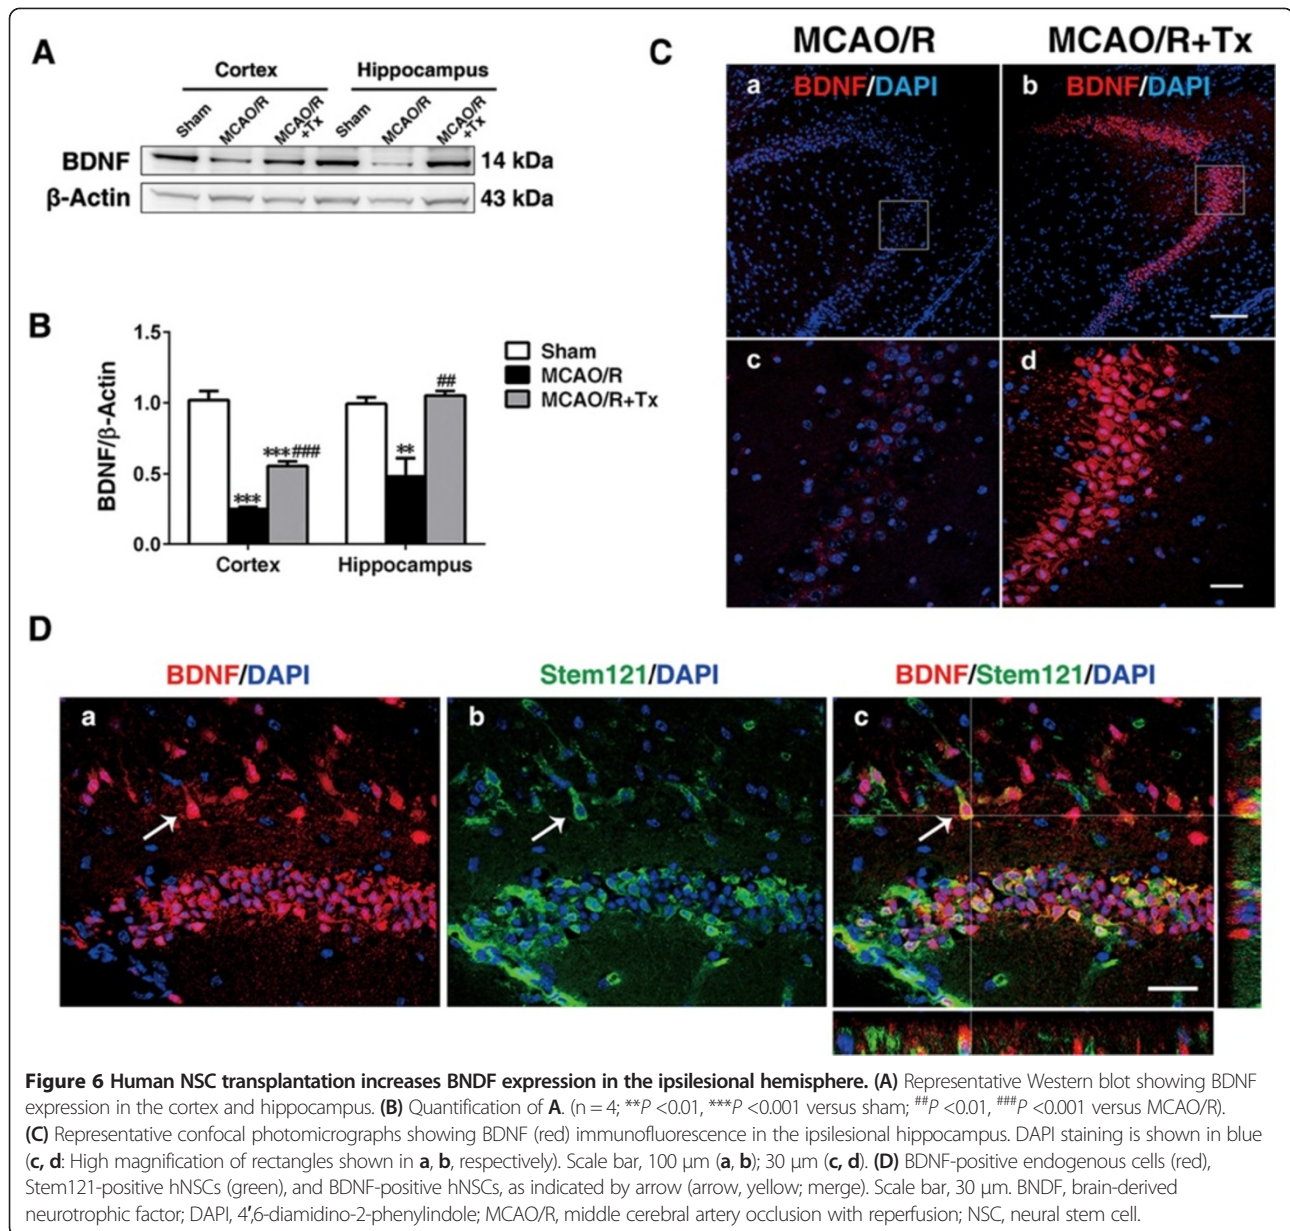 A
Cortex Hippocampus
Sham MCAO/R MCAO/R +Tx Sham MCAO/R MCAO/R +Tx
BDNF 14 kDa
β-Actin 43 kDa
B
BDNF/β-Actin
1.5
1.0
0.5
0.0
*** ***### ** ##
Cortex Hippocampus
Sham
MCAO/R
MCAO/R+Tx
C
MCAO/R MCAO/R+Tx
a BDNF/DAPI b BDNF/DAPI
c d
D
BDNF/DAPI Stem121/DAPI BDNF/Stem121/DAPI
a b c
Figure 6 Human NSC transplantation increases BNDF expression in the ipsilesional hemisphere. (A) Representative Western blot showing BDNF
expression in the cortex and hippocampus. (B) Quantification of A. (n = 4; **P <0.01, ***P <0.001 versus sham; ##P <0.01, ###P <0.001 versus MCAO/R).
(C) Representative confocal photomicrographs showing BDNF (red) immunofluorescence in the ipsilesional hippocampus. DAPI staining is shown in blue
(c, d: High magnification of rectangles shown in a, b, respectively). Scale bar, 100 μm (a, b); 30 μm (c, d). (D) BDNF-positive endogenous cells (red),
Stem121-positive hNSCs (green), and BDNF-positive hNSCs, as indicated by arrow (arrow, yellow; merge). Scale bar, 30 μm. BNDF, brain-derived
neurotrophic factor; DAPI, 4′,6-diamidino-2-phenylindole; MCAO/R, middle cerebral artery occlusion with reperfusion; NSC, neural stem cell.